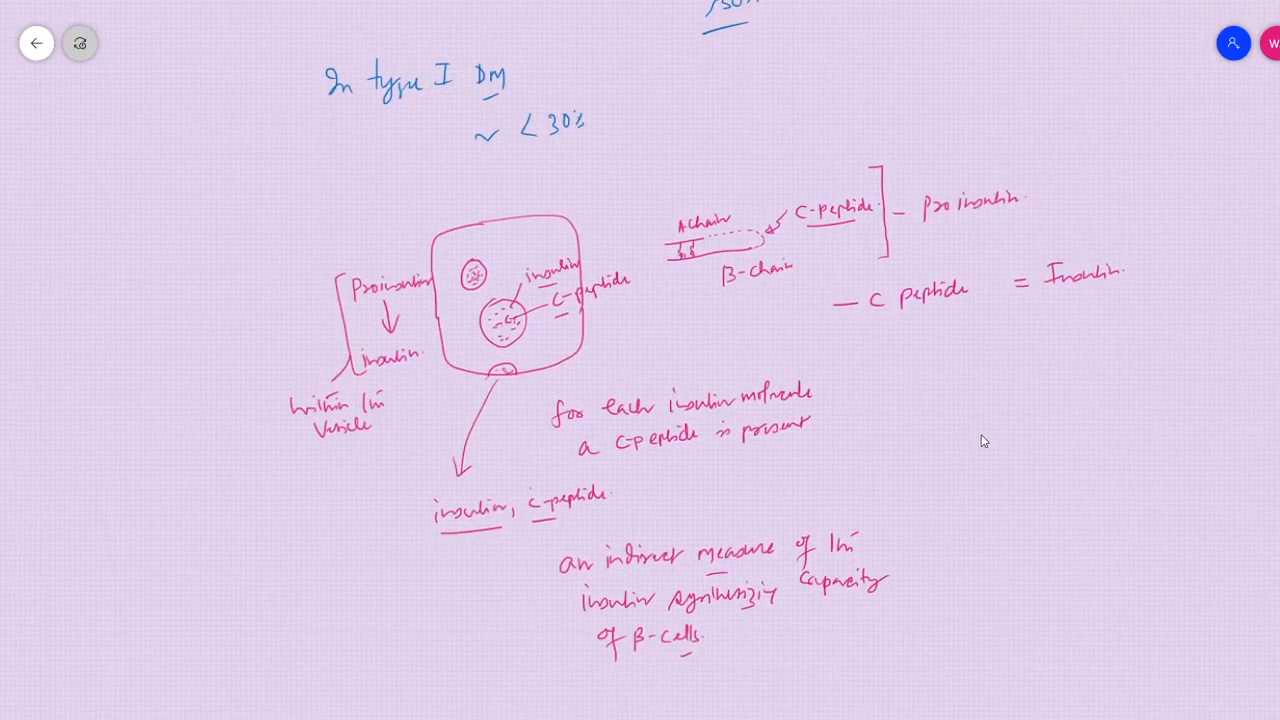 In type I DM
~ < 30%
A chain
C-peptide
- Proinsulin
β-chain
- C peptide = Insulin
Proinsulin
insulin
C-peptide
insulin
within the
vesicle
for each insulin molecule
a C-peptide is present
insulin, c-peptide
an indirect measure of the
insulin synthesizing capacity
of β-cells.
W